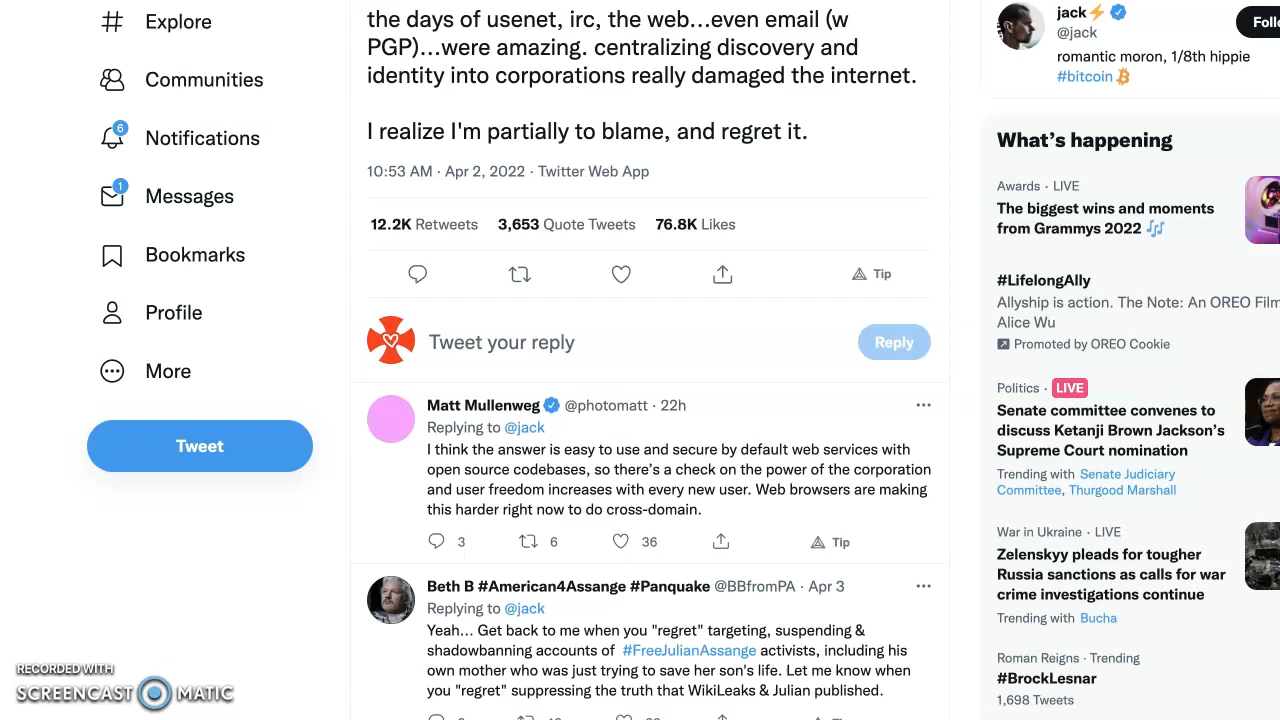 Explore
Communities
6
Notifications
1
Messages
Bookmarks
Profile
More
Tweet
the days of usenet, irc, the web...even email (w
PGP)...were amazing. centralizing discovery and
identity into corporations really damaged the internet.
I realize I'm partially to blame, and regret it.
10:53 AM · Apr 2, 2022 · Twitter Web App
12.2K Retweets 3,653 Quote Tweets 76.8K Likes
Tip
Tweet your reply
Reply
Matt Mullenweg @photomatt · 22h
Replying to @jack
I think the answer is easy to use and secure by default web services with
open source codebases, so there's a check on the power of the corporation
and user freedom increases with every new user. Web browsers are making
this harder right now to do cross-domain.
3 6 36 Tip
Beth B #American4Assange #Panquake @BBfromPA · Apr 3
Replying to @jack
Yeah... Get back to me when you "regret" targeting, suspending &
shadowbanning accounts of #FreeJulianAssange activists, including his
own mother who was just trying to save her son's life. Let me know when
you "regret" suppressing the truth that WikiLeaks & Julian published.
jack⚡
@jack
Follo
romantic moron, 1/8th hippie
#bitcoin
What's happening
Awards · LIVE
The biggest wins and moments
from Grammys 2022 🎶
#LifelongAlly
Allyship is action. The Note: An OREO Film
Alice Wu
Promoted by OREO Cookie
Politics · LIVE
Senate committee convenes to
discuss Ketanji Brown Jackson's
Supreme Court nomination
Trending with Senate Judiciary
Committee, Thurgood Marshall
War in Ukraine · LIVE
Zelenskyy pleads for tougher
Russia sanctions as calls for war
crime investigations continue
Trending with Bucha
Roman Reigns · Trending
#BrockLesnar
1,698 Tweets
RECORDED WITH
SCREENCAST MATIC